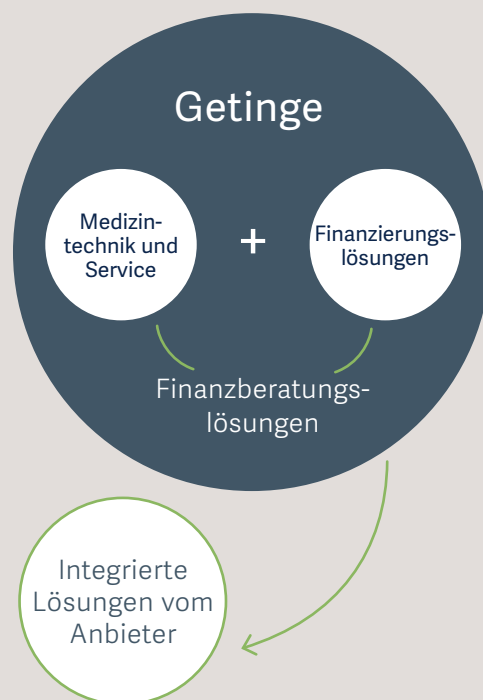 Getinge
Medizin-
technik und
Service
+
Finanzierungs-
lösungen
Finanzberatungs-
lösungen
Integrierte
Lösungen vom
Anbieter